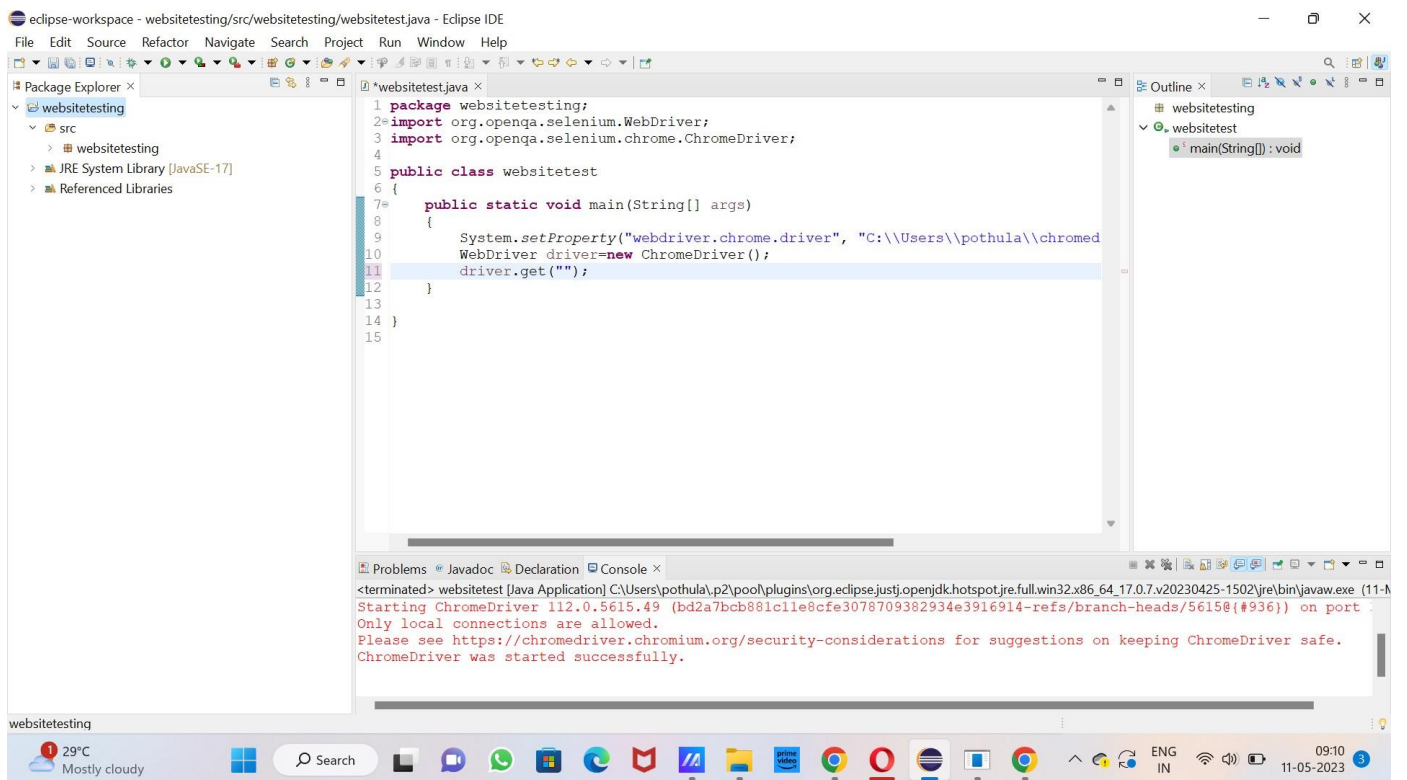 eclipse-workspace - websitetesting/src/websitetesting/websitetest.java - Eclipse IDE
File Edit Source Refactor Navigate Search Project Run Window Help
Package Explorer
websitetesting
src
websitetesting
JRE System Library [JavaSE-17]
Referenced Libraries
*websitetest.java
1 package websitetesting;
2 import org.openqa.selenium.WebDriver;
3 import org.openqa.selenium.chrome.ChromeDriver;
4
5 public class websitetest
6 {
7 public static void main(String[] args)
8 {
9 System.setProperty("webdriver.chrome.driver", "C:\\Users\\pothula\\chromed
10 WebDriver driver=new ChromeDriver();
11 driver.get("");
12 }
13
14 }
15
Outline
websitetesting
websitetest
main(String[]) : void
Problems Javadoc Declaration Console
<terminated> websitetest [Java Application] C:\Users\pothula\.p2\pool\plugins\org.eclipse.justj.openjdk.hotspot.jre.full.win32.x86_64_17.0.7.v20230425-1502\jre\bin\javaw.exe (11-M
Starting ChromeDriver 112.0.5615.49 (bd2a7bcb881c11e8cfe3078709382934e3916914-refs/branch-heads/5615@{#936}) on port
Only local connections are allowed.
Please see https://chromedriver.chromium.org/security-considerations for suggestions on keeping ChromeDriver safe.
ChromeDriver was started successfully.
websitetesting
1
29°C
Mostly cloudy
Search
prime video
ENG
IN
09:10
11-05-2023
3